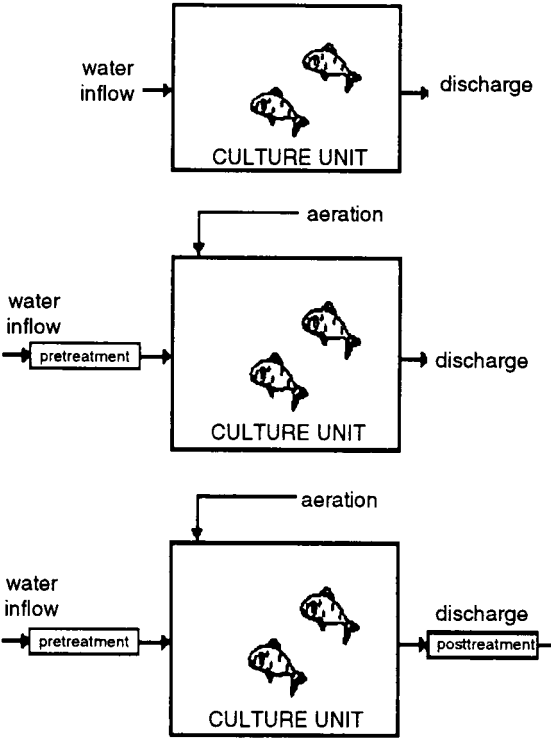 water
inflow
discharge
CULTURE UNIT
aeration
water
inflow
pretreatment
discharge
CULTURE UNIT
aeration
water
inflow
pretreatment
discharge
posttreatment
CULTURE UNIT